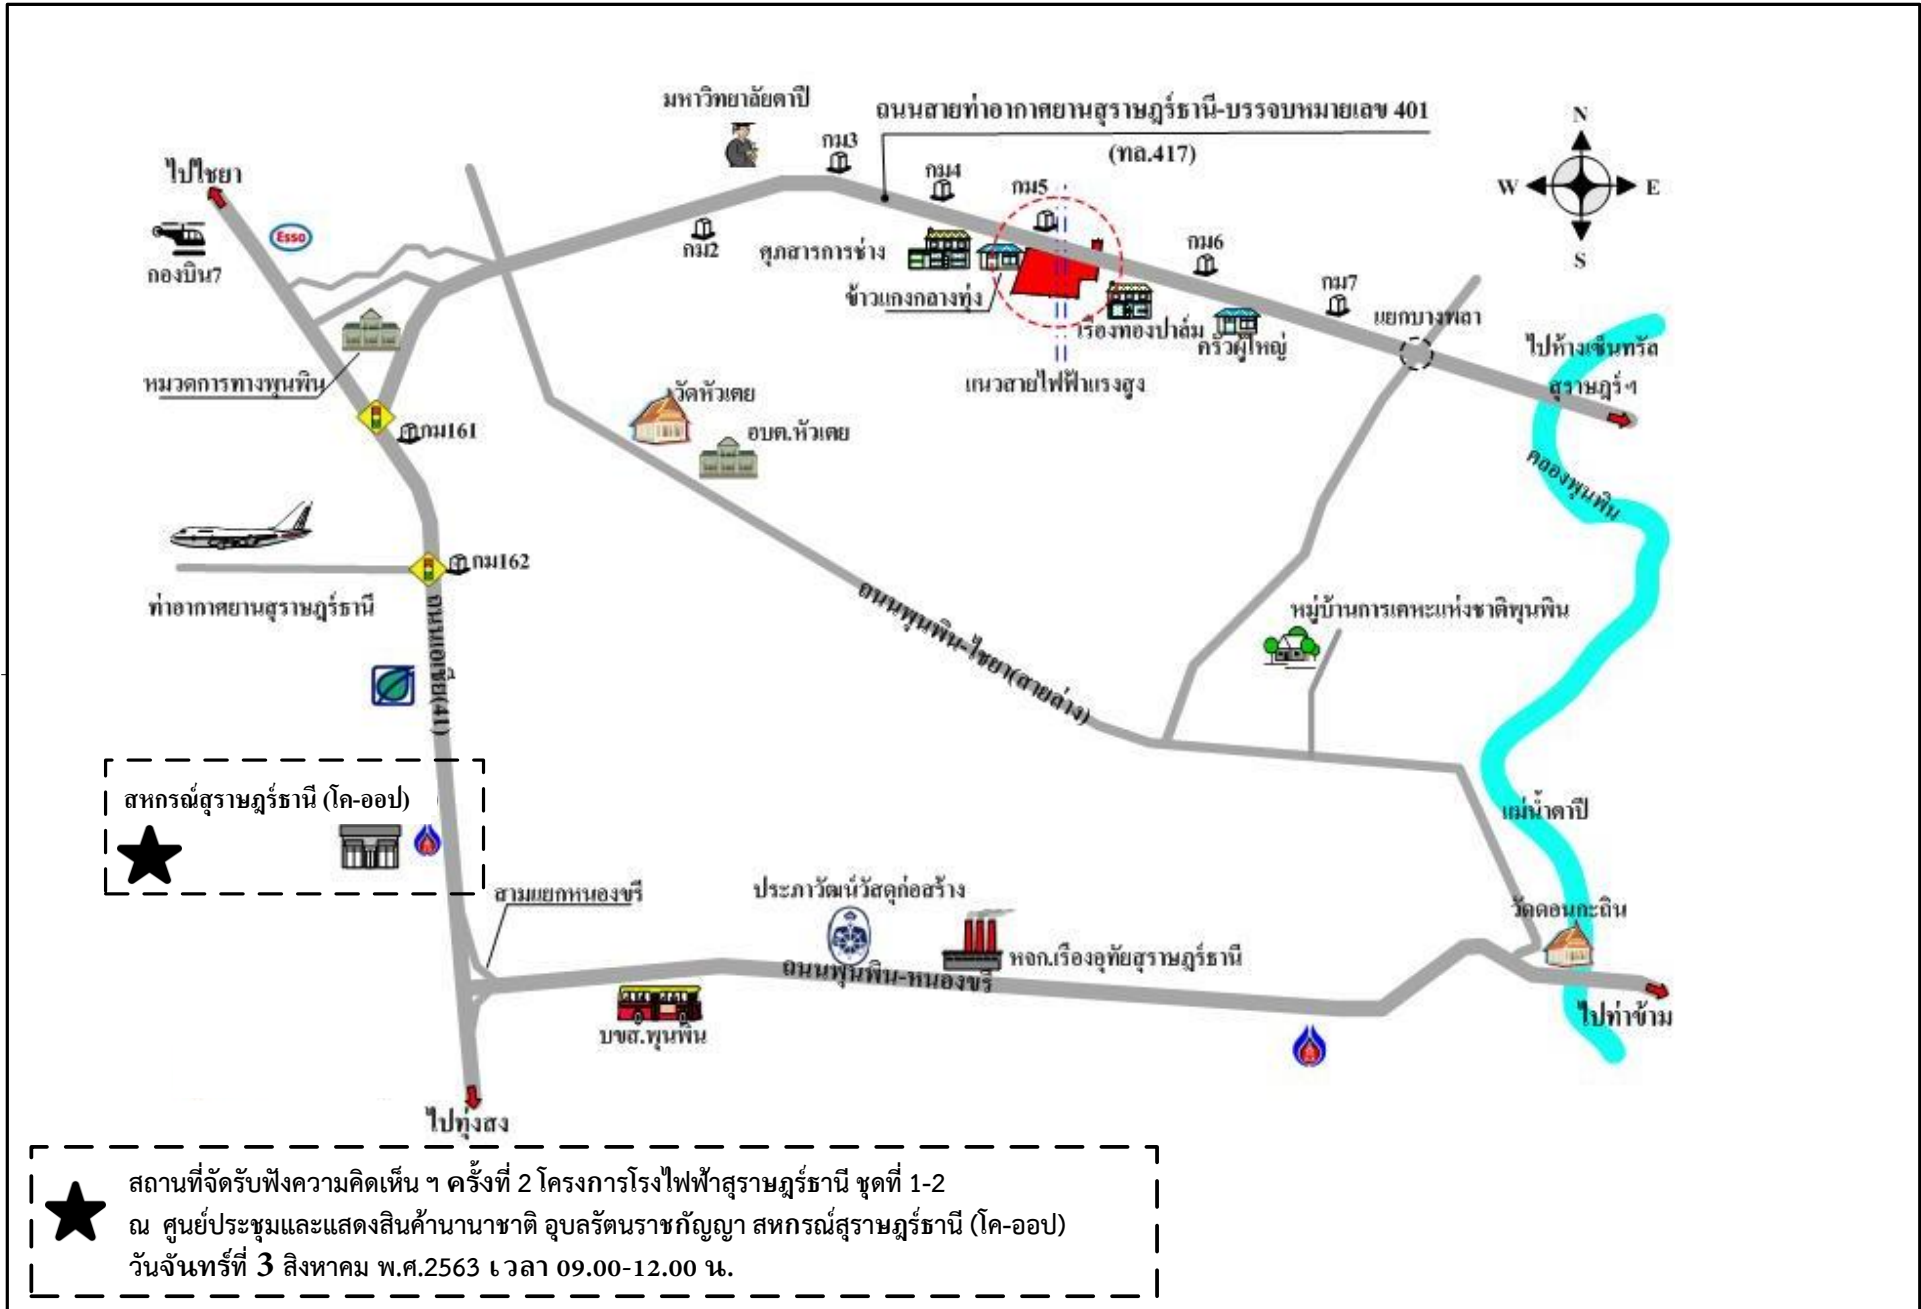 มหาวิทยาลัยตาปี
ถนนสายท่าอากาศยานสุราษฎร์ธานี-บรรจบหมายเลข 401
(ทล.417)
กม3
กม4
กม5
N
W
E
S
ไปไชยา
Esso
กองบิน7
กม2
ศุภสารการช่าง
ข้าวแกงกลางทุ่ง
กม6
กม7
เรืองทองปาล์ม
ครัวผู้ใหญ่
แยกบางพลา
ไปห้างเซ็นทรัล
สุราษฎร์ฯ
แนวสายไฟฟ้าแรงสูง
หมวดการทางพุนพิน
วัดหัวเตย
อบต.หัวเตย
กม161
คลองพุนพิน
กม162
ท่าอากาศยานสุราษฎร์ธานี
ถนนเอเชีย(41)
ถนนพุนพิน-ไชยา(สายล่าง)
หมู่บ้านการเคหะแห่งชาติพุนพิน
สหกรณ์สุราษฎร์ธานี (โค-ออป)
แม่น้ำตาปี
สามแยกหนองขรี
ประภาวัฒน์วัสดุก่อสร้าง
วัดดอนกะถิน
หจก.เรืองอุทัยสุราษฎร์ธานี
ถนนพุนพิน-หนองขรี
บขส.พุนพิน
ไปท่าข้าม
ไปทุ่งสง
สถานที่จัดรับฟังความคิดเห็น ฯ ครั้งที่ 2 โครงการโรงไฟฟ้าสุราษฎร์ธานี ชุดที่ 1-2
ณ ศูนย์ประชุมและแสดงสินค้านานาชาติ อุบลรัตนราชกัญญา สหกรณ์สุราษฎร์ธานี (โค-ออป)
วันจันทร์ที่ 3 สิงหาคม พ.ศ.2563 เวลา 09.00-12.00 น.